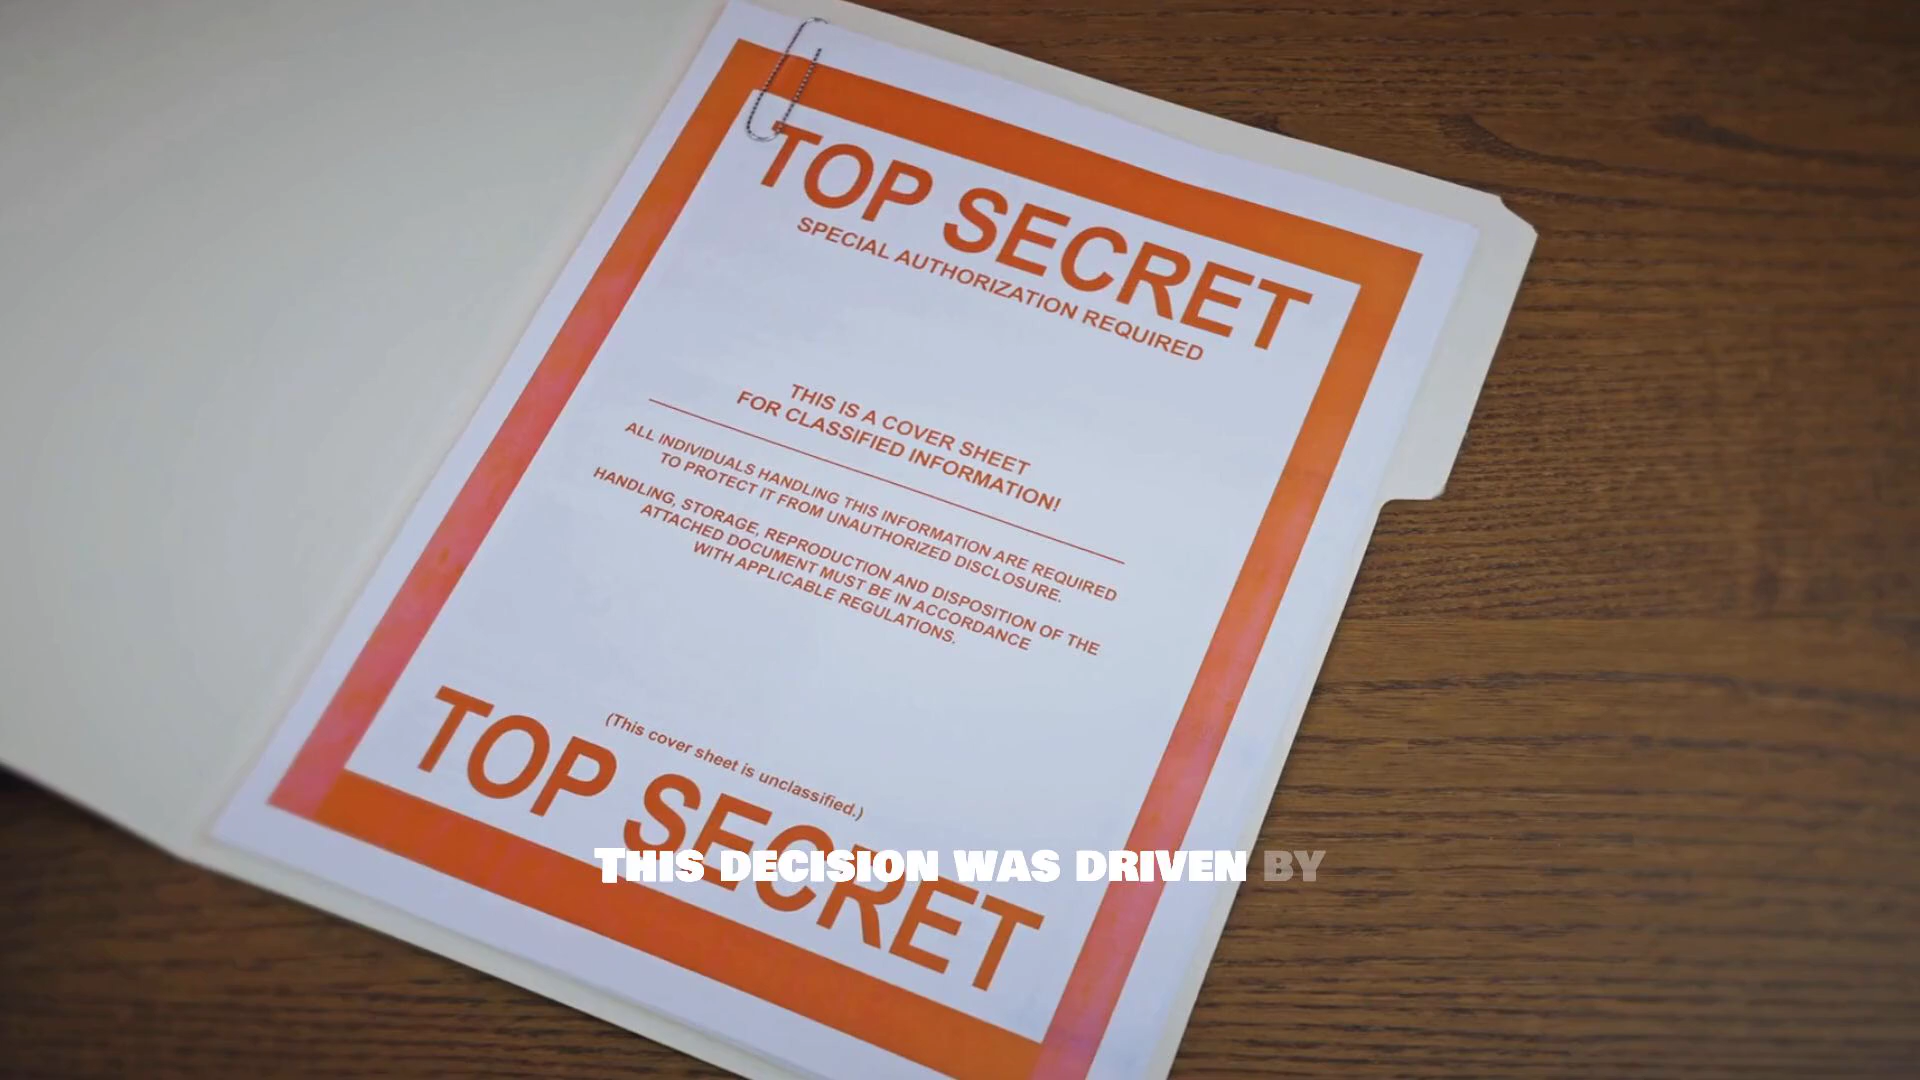 TOP SECRET
SPECIAL AUTHORIZATION REQUIRED
THIS IS A COVER SHEET
FOR CLASSIFIED INFORMATION!
ALL INDIVIDUALS HANDLING THIS INFORMATION ARE REQUIRED
TO PROTECT IT FROM UNAUTHORIZED DISCLOSURE.
HANDLING, STORAGE, REPRODUCTION AND DISPOSITION OF THE
ATTACHED DOCUMENT MUST BE IN ACCORDANCE
WITH APPLICABLE REGULATIONS.
(This cover sheet is unclassified.)
TOP SECRET
THIS DECISION WAS DRIVEN BY